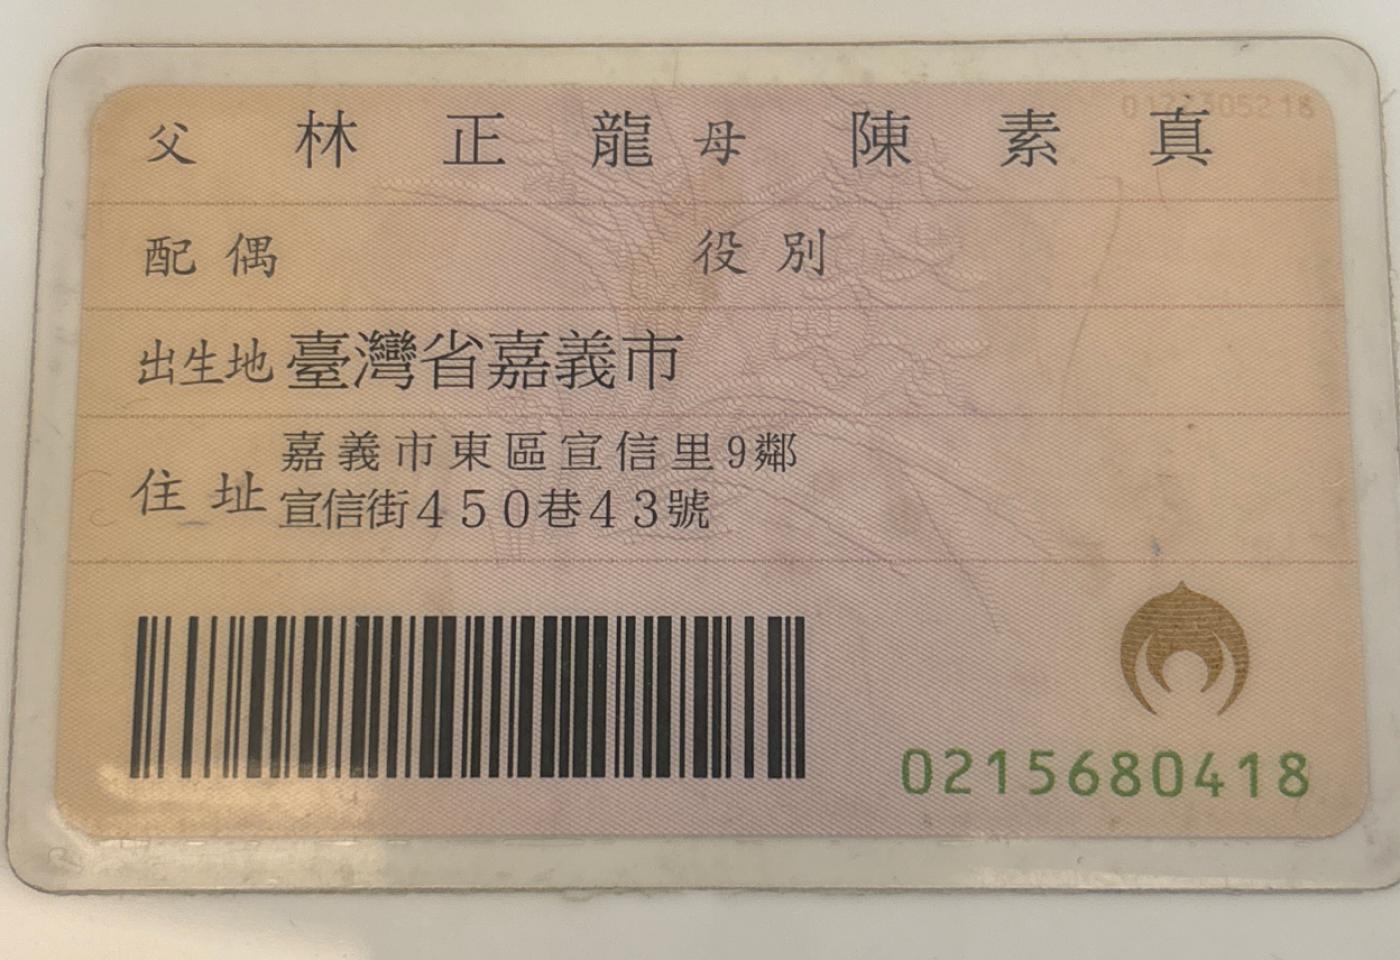 父 林正龍 母 陳素真
配偶 役別
出生地 臺灣省嘉義市
住址 嘉義市東區宣信里9鄰
宣信街450巷43號
0215680418